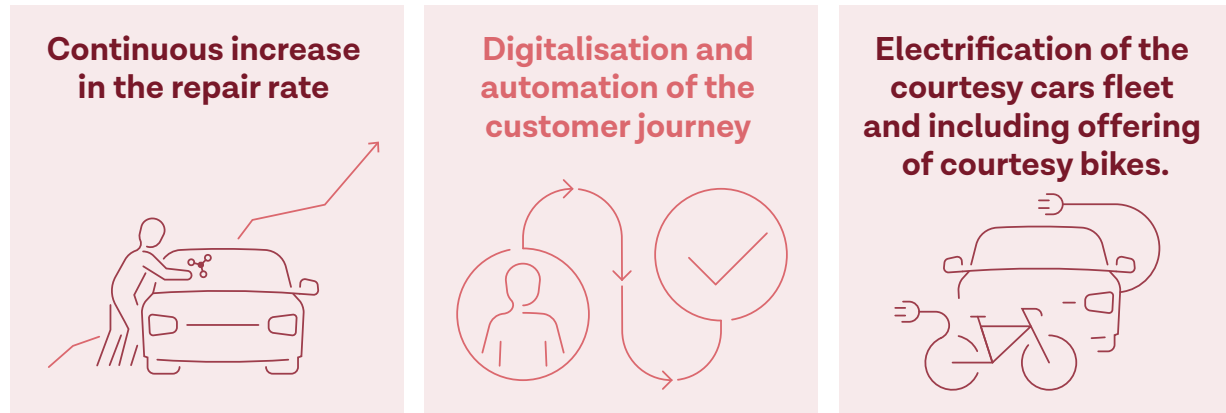 Continuous increase
in the repair rate
Digitalisation and
automation of the
customer journey
Electrification of the
courtesy cars fleet
and including offering
of courtesy bikes.